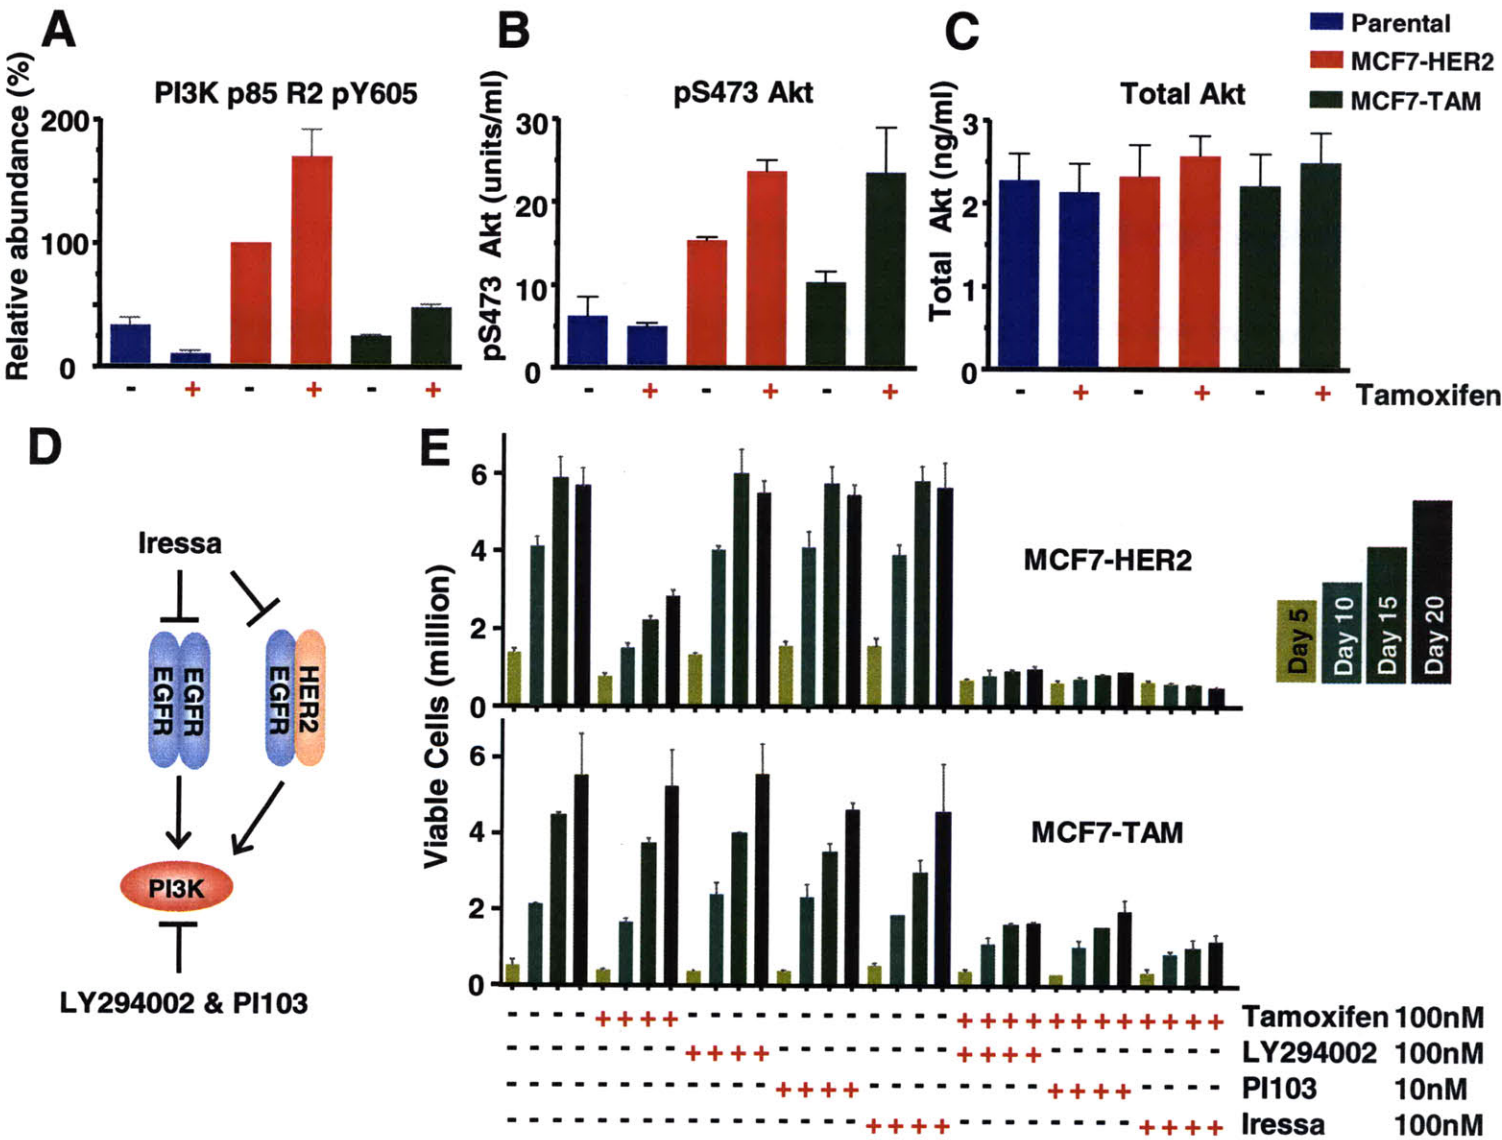 A
PI3K p85 R2 pY605
Relative abundance (%)
200
100
0
- + - + - +
B
pS473 Akt
pS473 Akt (units/ml)
30
20
10
0
- + - + - +
C
Total Akt
Total Akt (ng/ml)
3
2
1
0
- + - + - + Tamoxifen
Parental
MCF7-HER2
MCF7-TAM
D
Iressa
EGFR EGFR
EGFR HER2
PI3K
LY294002 & PI103
E
Viable Cells (million)
6
4
2
0
MCF7-HER2
Day 5
Day 10
Day 15
Day 20
6
4
2
0
MCF7-TAM
- - - - + + + + - - - - - - - - - - - - + + + + + + + + + + + + Tamoxifen 100nM
- - - - - - - - + + + + - - - - - - - - + + + + - - - - - - - - LY294002 100nM
- - - - - - - - - - - - + + + + - - - - - - - - + + + + - - - - PI103 10nM
- - - - - - - - - - - - - - - - + + + + - - - - - - - - + + + + Iressa 100nM